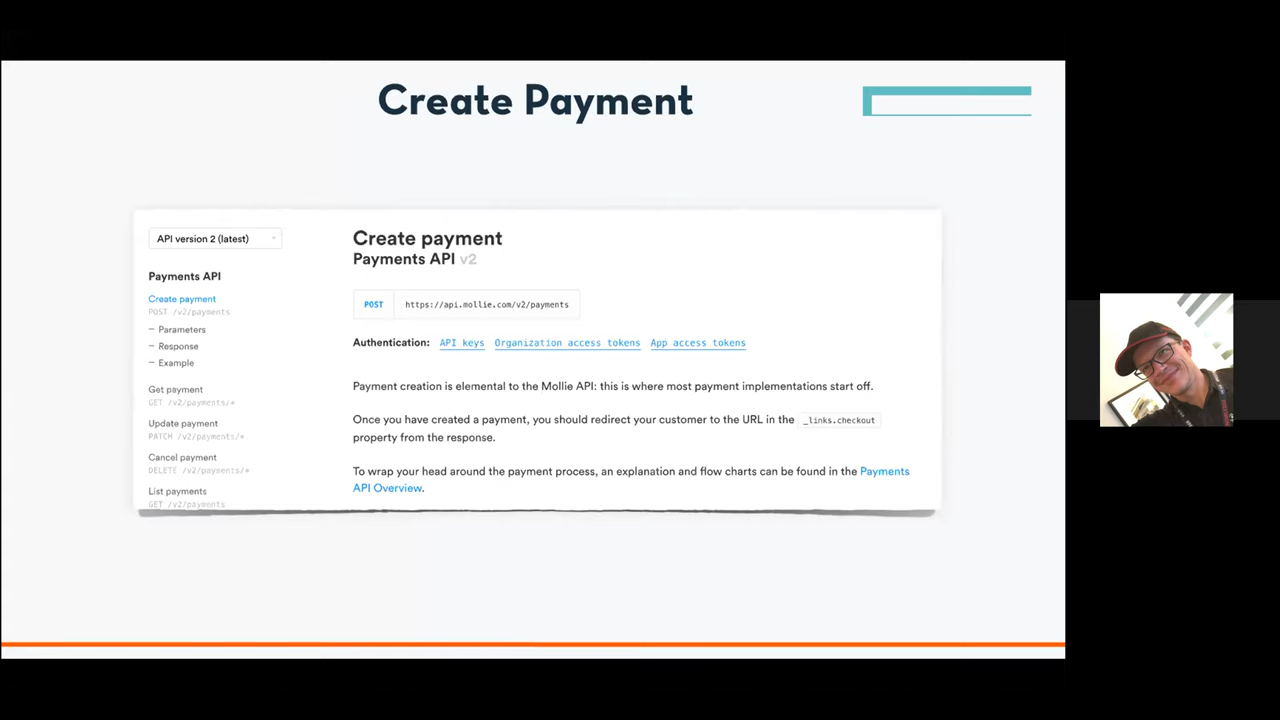 Create Payment
API version 2 (latest)
Payments API
Create payment
POST /v2/payments
– Parameters
– Response
– Example
Get payment
GET /v2/payments/*
Update payment
PATCH /v2/payments/*
Cancel payment
DELETE /v2/payments/*
List payments
GET /v2/payments
Create payment
Payments API v2
POST https://api.mollie.com/v2/payments
Authentication: API keys Organization access tokens App access tokens
Payment creation is elemental to the Mollie API: this is where most payment implementations start off.
Once you have created a payment, you should redirect your customer to the URL in the _links.checkout
property from the response.
To wrap your head around the payment process, an explanation and flow charts can be found in the Payments
API Overview.